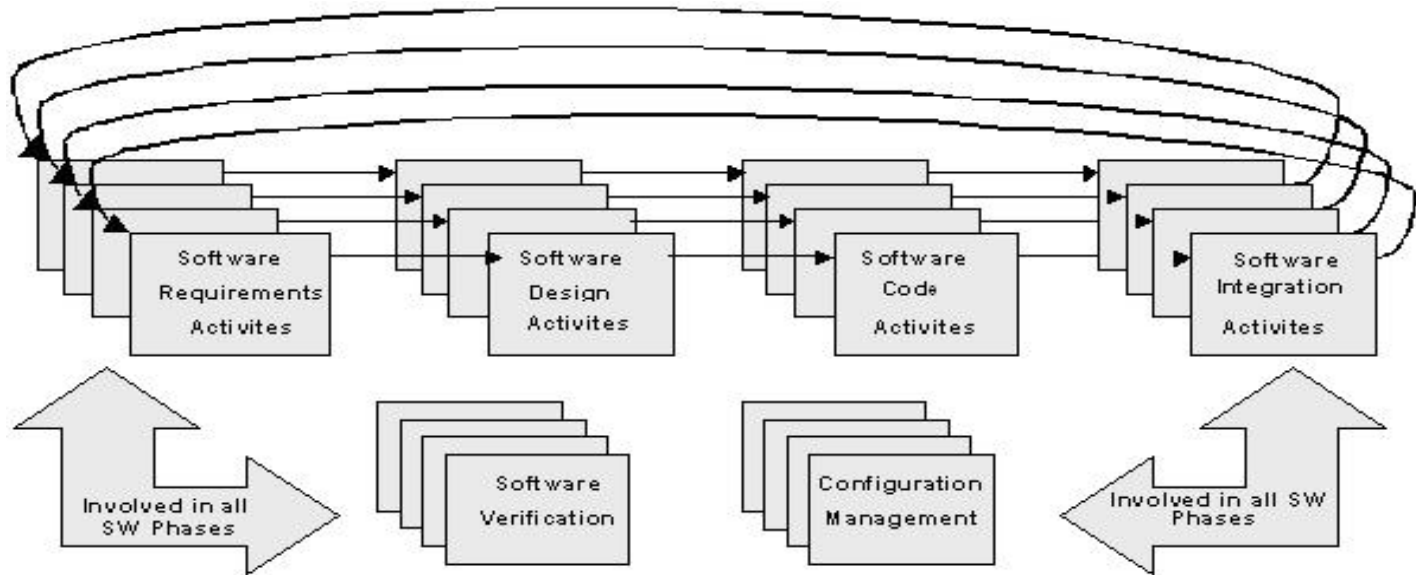 Software
Requirements
Activites
Software
Design
Activites
Software
Code
Activites
Software
Integration
Activites
Involved in all
SW Phases
Software
Verification
Configuration
Management
Involved in all SW
Phases